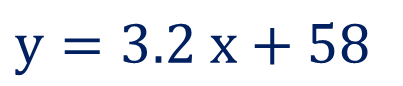 y = 3.2 x + 58